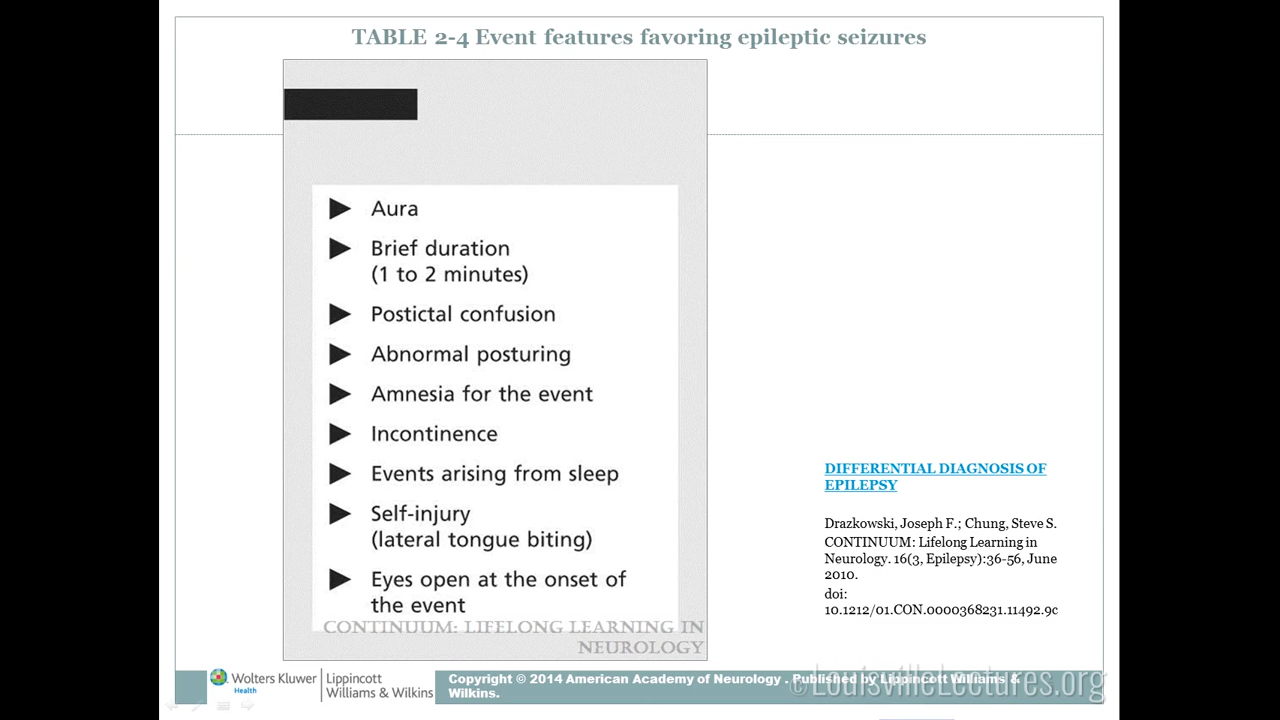 TABLE 2-4 Event features favoring epileptic seizures
Aura
Brief duration
(1 to 2 minutes)
Postictal confusion
Abnormal posturing
Amnesia for the event
Incontinence
Events arising from sleep
Self-injury
(lateral tongue biting)
Eyes open at the onset of
the event
CONTINUUM: LIFELONG LEARNING IN
NEUROLOGY
DIFFERENTIAL DIAGNOSIS OF
EPILEPSY
Drazkowski, Joseph F.; Chung, Steve S.
CONTINUUM: Lifelong Learning in
Neurology. 16(3, Epilepsy):36-56, June
2010.
doi:
10.1212/01.CON.0000368231.11492.9c
Wolters Kluwer
Health
Lippincott
Williams & Wilkins
Copyright © 2014 American Academy of Neurology . Published by Lippincott Williams &
Wilkins.
©LouisvilleLectures.org